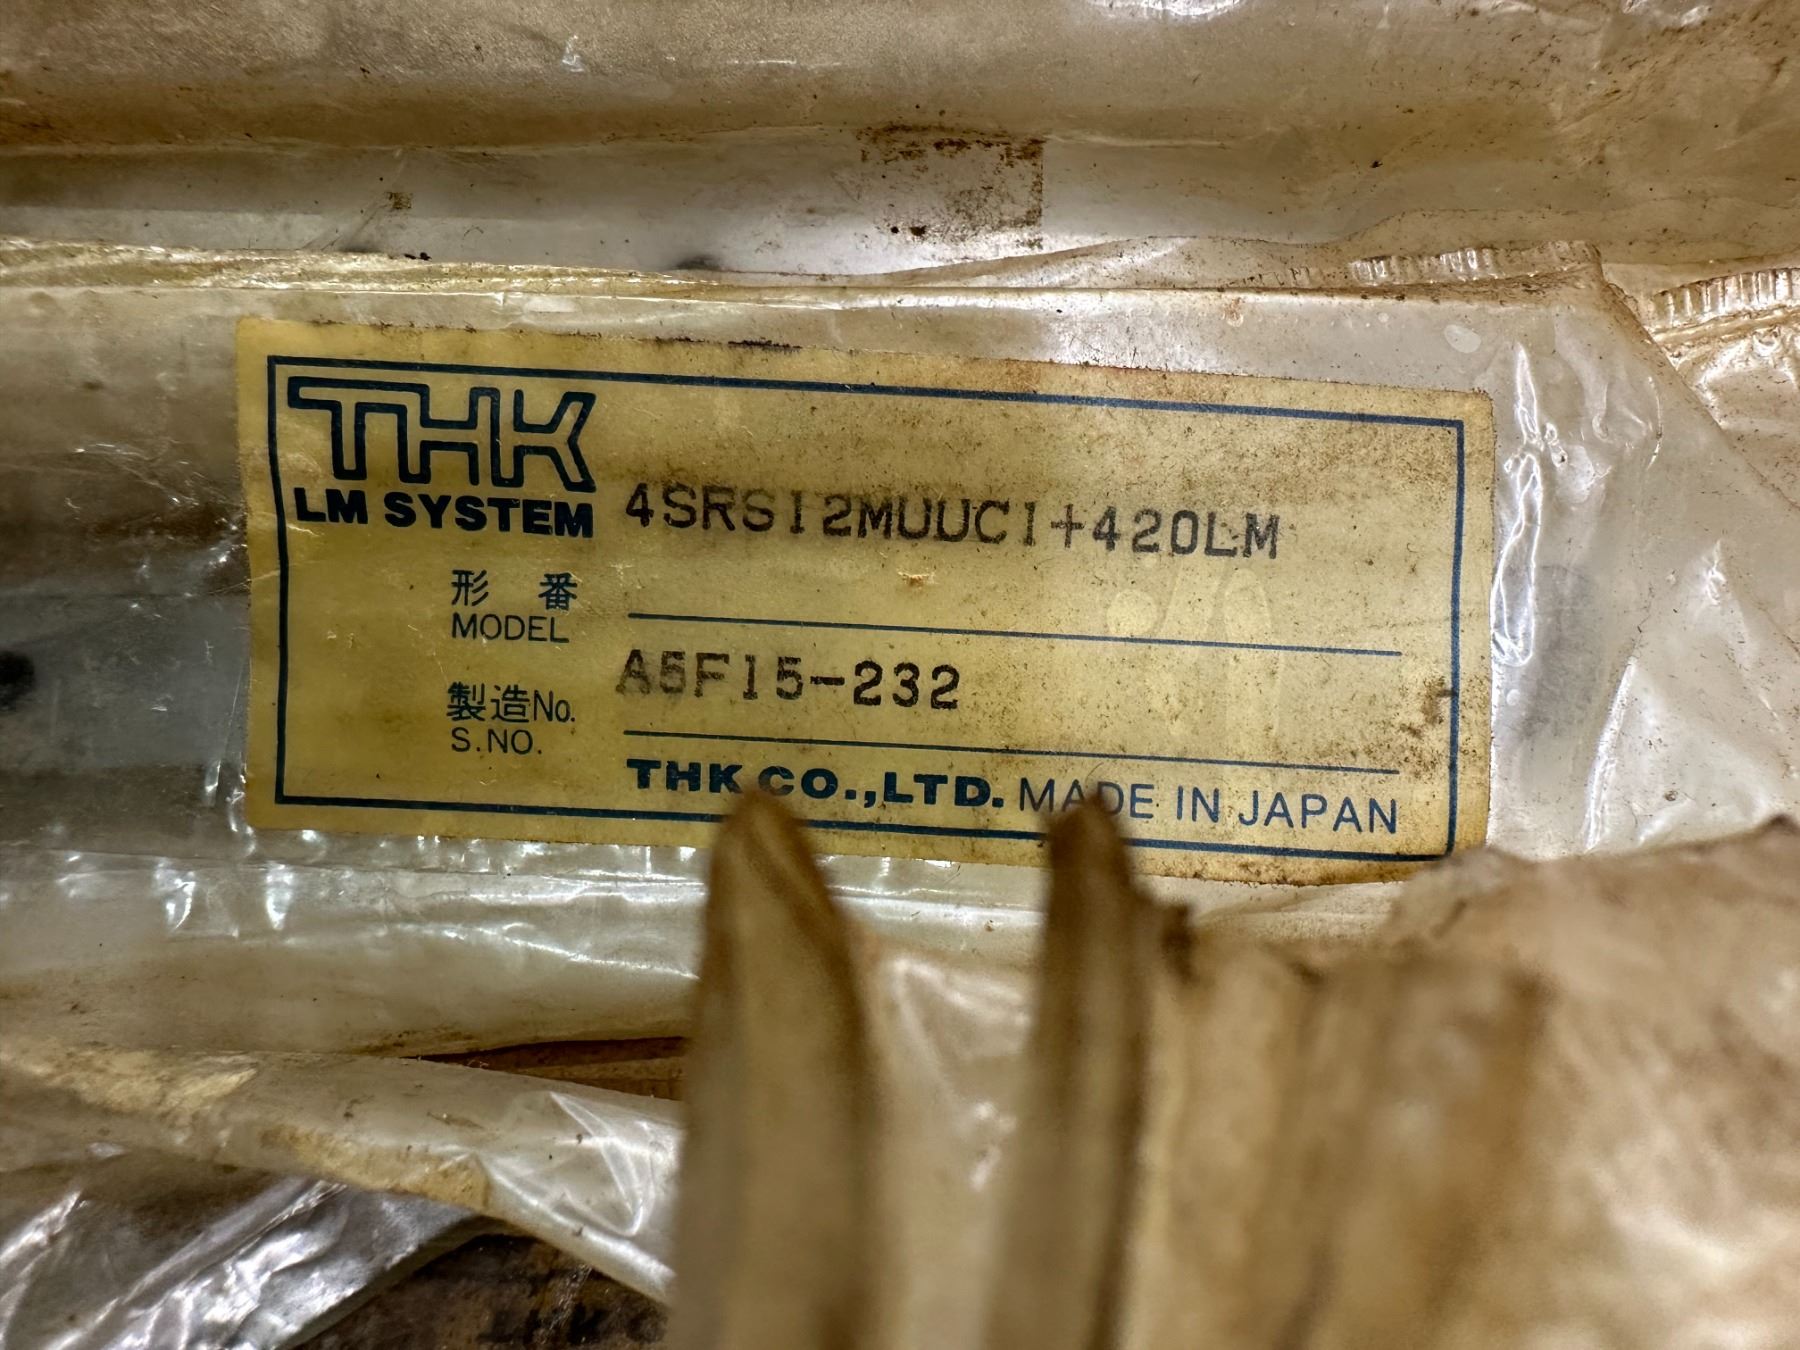 THK
LM SYSTEM
4SRS12MUUC1+420LM
形 番
MODEL
A5F15-232
製造No.
S.NO.
THK CO.,LTD. MADE IN JAPAN